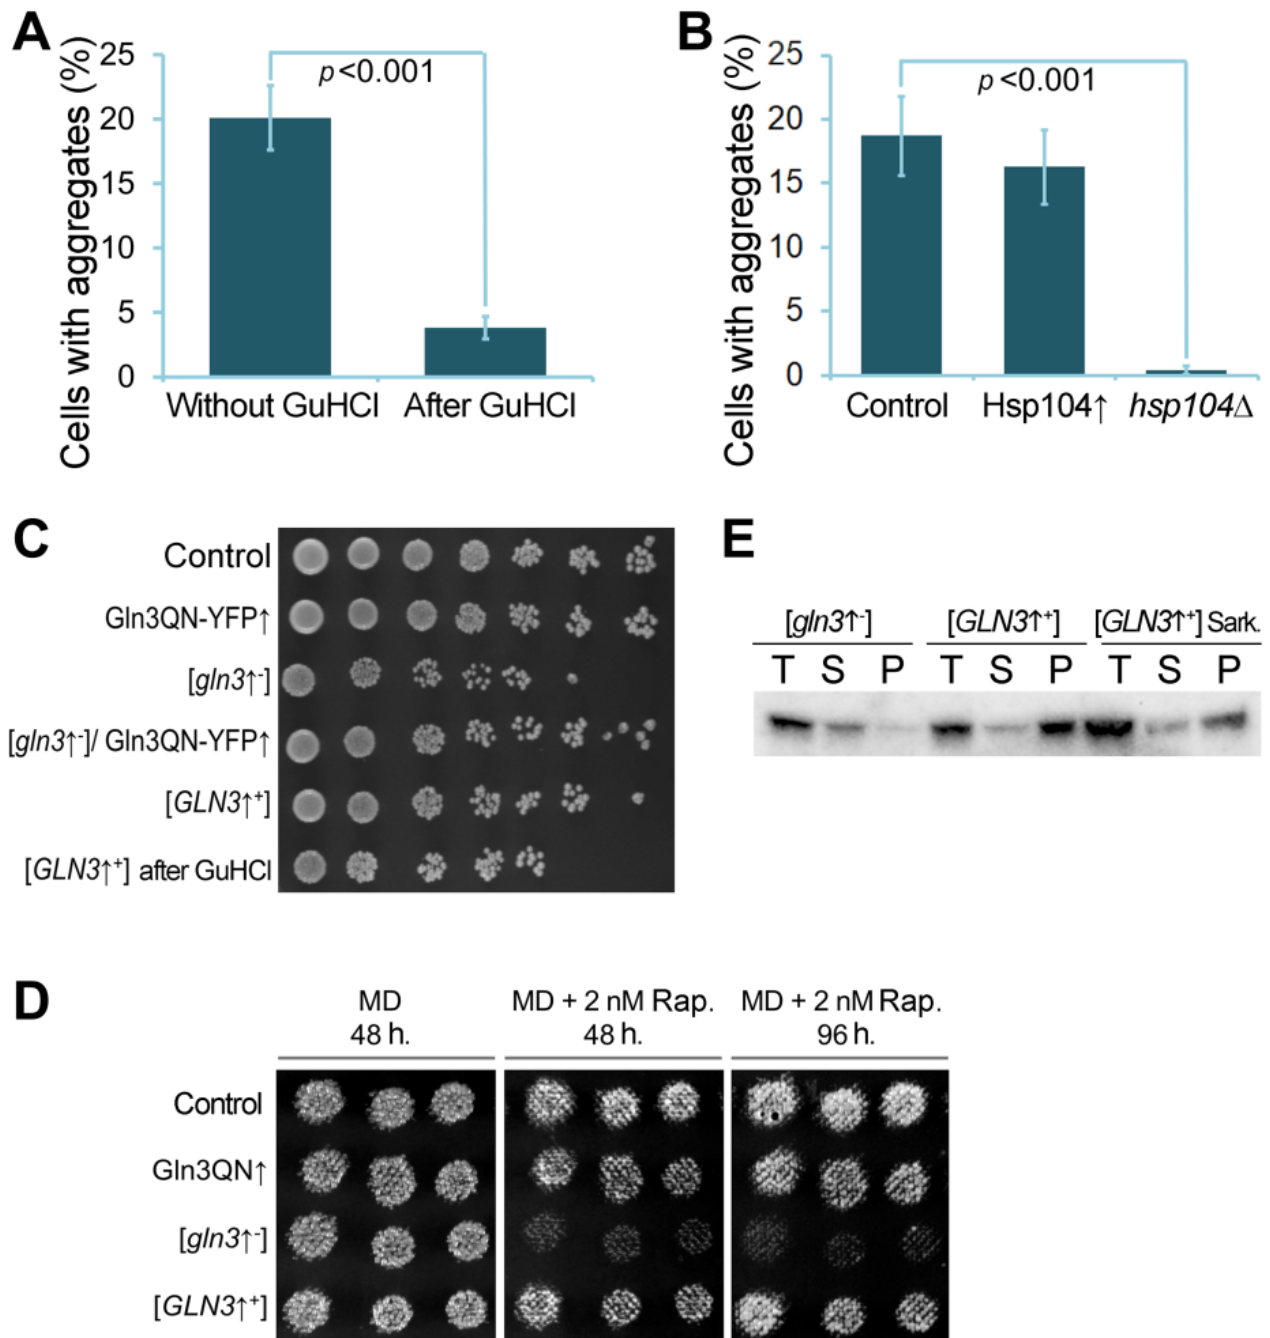 A
Cells with aggregates (%)
25
20
15
10
5
0
p<0.001
Without GuHCl
After GuHCl
B
Cells with aggregates (%)
25
20
15
10
5
0
p<0.001
Control
Hsp104↑
hsp104Δ
C
Control
Gln3QN-YFP↑
[gln3↑⁻]
[gln3↑⁻]/ Gln3QN-YFP↑
[GLN3↑⁺]
[GLN3↑⁺] after GuHCl
E
[gln3↑⁻] [GLN3↑⁺] [GLN3↑⁺] Sark.
T S P T S P T S P
D
MD MD + 2 nM Rap. MD + 2 nM Rap.
48 h. 48 h. 96 h.
Control
Gln3QN↑
[gln3↑⁻]
[GLN3↑⁺]